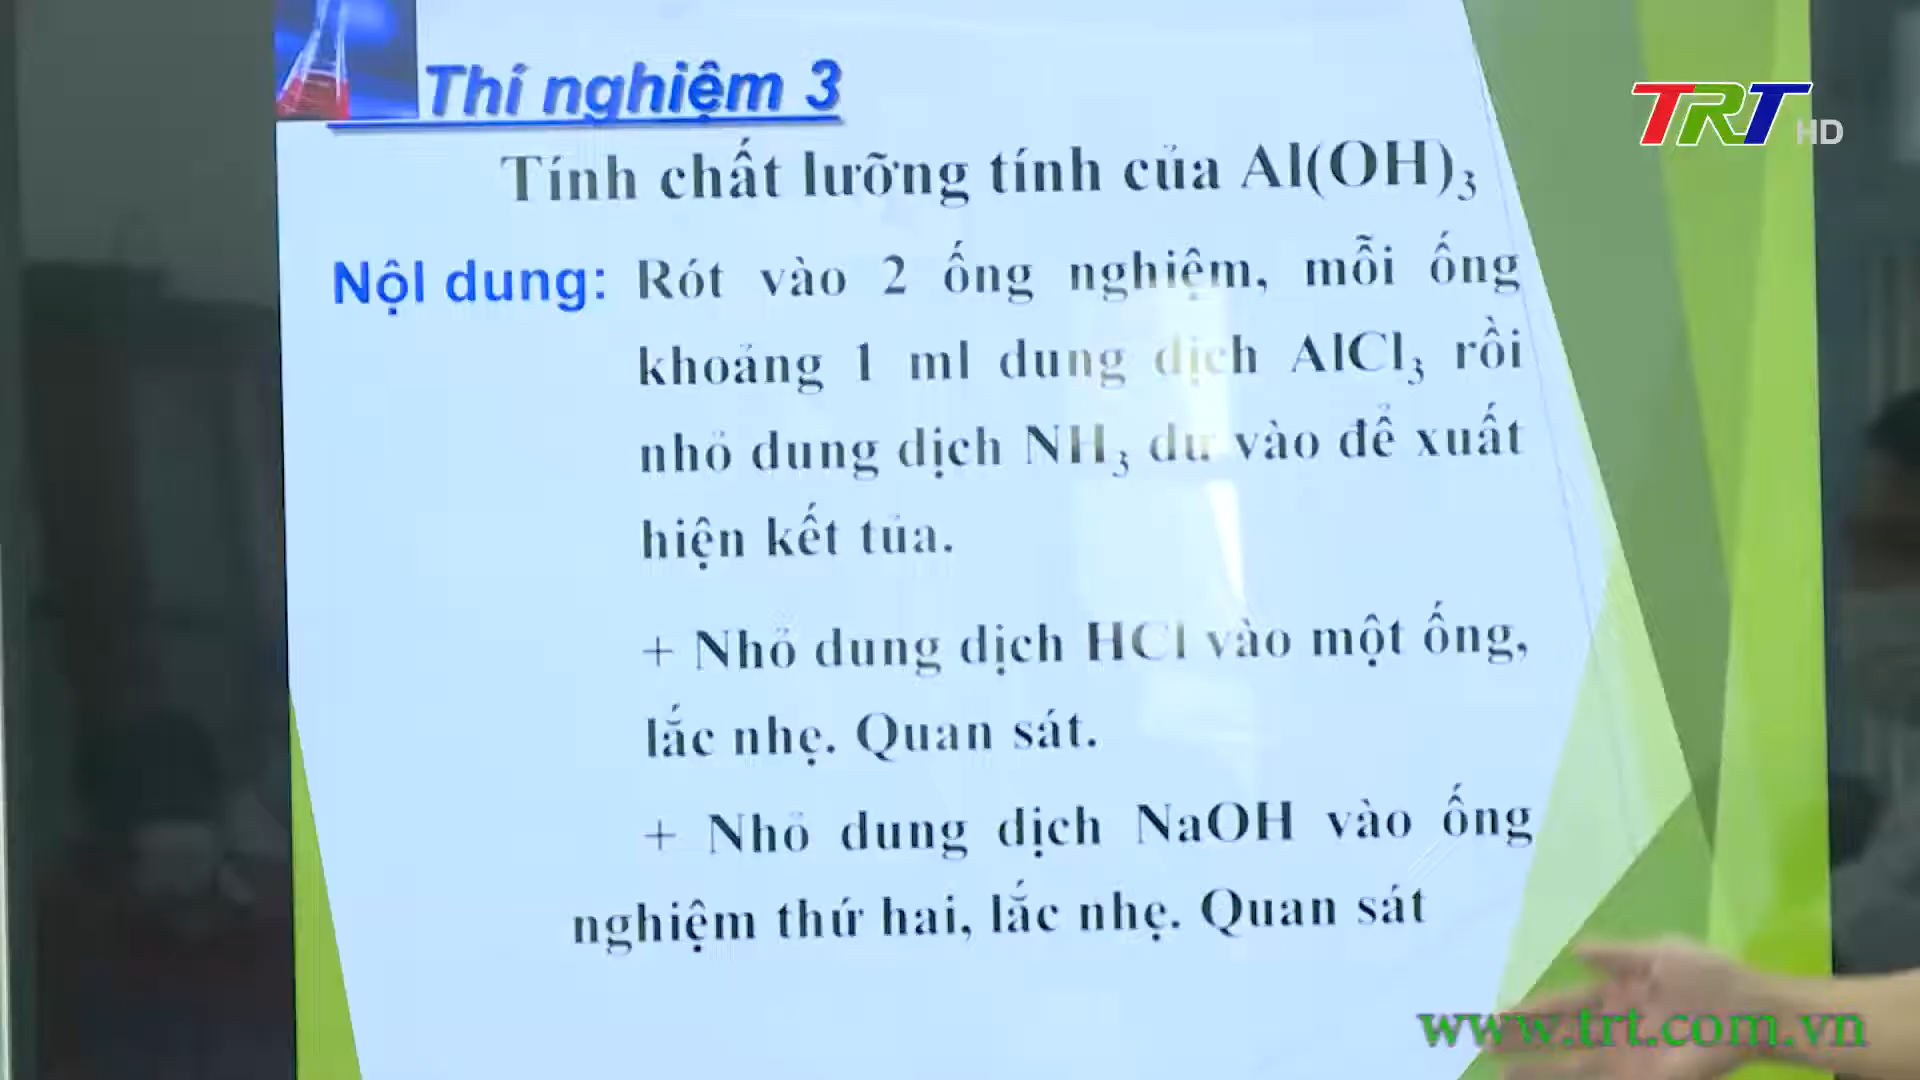 Thí nghiệm 3
TRT HD
Tính chất lưỡng tính của Al(OH)₃
Nội dung: Rót vào 2 ống nghiệm, mỗi ống
khoảng 1 ml dung dịch AlCl₃ rồi
nhỏ dung dịch NH₃ dư vào để xuất
hiện kết tủa.
+ Nhỏ dung dịch HCl vào một ống,
lắc nhẹ. Quan sát.
+ Nhỏ dung dịch NaOH vào ống
nghiệm thứ hai, lắc nhẹ. Quan sát
www.trt.com.vn